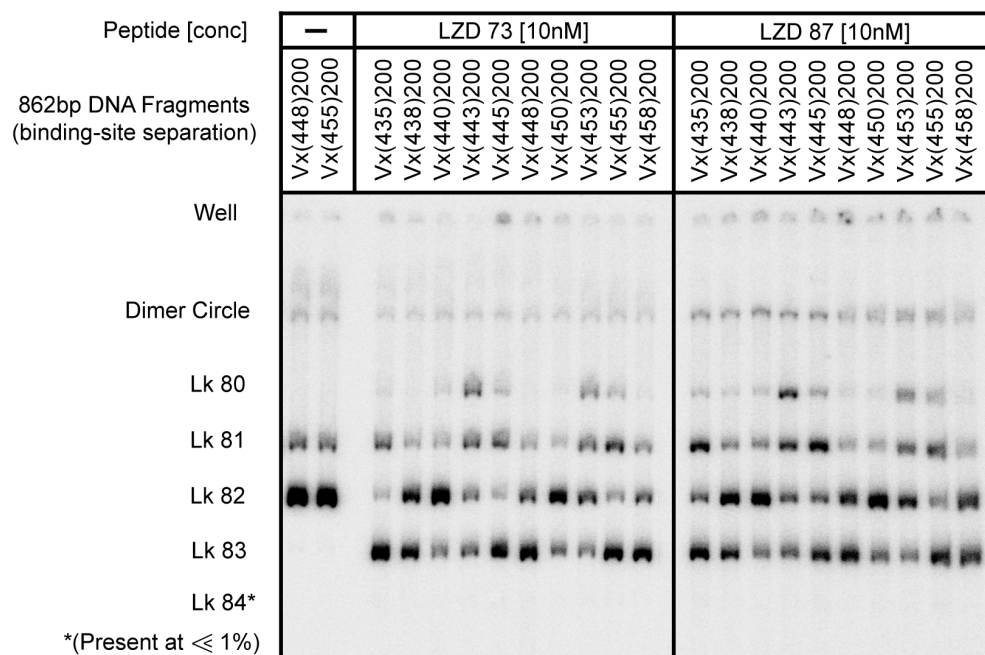 Peptide [conc]
–
LZD 73 [10nM]
LZD 87 [10nM]
862bp DNA Fragments
(binding-site separation)
Vx(448)200
Vx(455)200
Vx(435)200
Vx(438)200
Vx(440)200
Vx(443)200
Vx(445)200
Vx(448)200
Vx(450)200
Vx(453)200
Vx(455)200
Vx(458)200
Vx(435)200
Vx(438)200
Vx(440)200
Vx(443)200
Vx(445)200
Vx(448)200
Vx(450)200
Vx(453)200
Vx(455)200
Vx(458)200
Well
Dimer Circle
Lk 80
Lk 81
Lk 82
Lk 83
Lk 84*
*(Present at ≪ 1%)